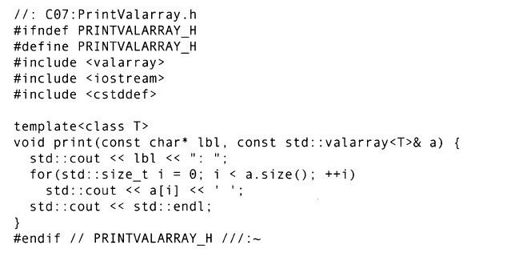 //: C07:PrintValarray.h
#ifndef PRINTVALARRAY_H
#define PRINTVALARRAY_H
#include <valarray>
#include <iostream>
#include <cstddef>

template<class T>
void print(const char* lbl, const std::valarray<T>& a) {
  std::cout << lbl << ": ";
  for(std::size_t i = 0; i < a.size(); ++i)
    std::cout << a[i] << ' ';
  std::cout << std::endl;
}
#endif // PRINTVALARRAY_H ///:~